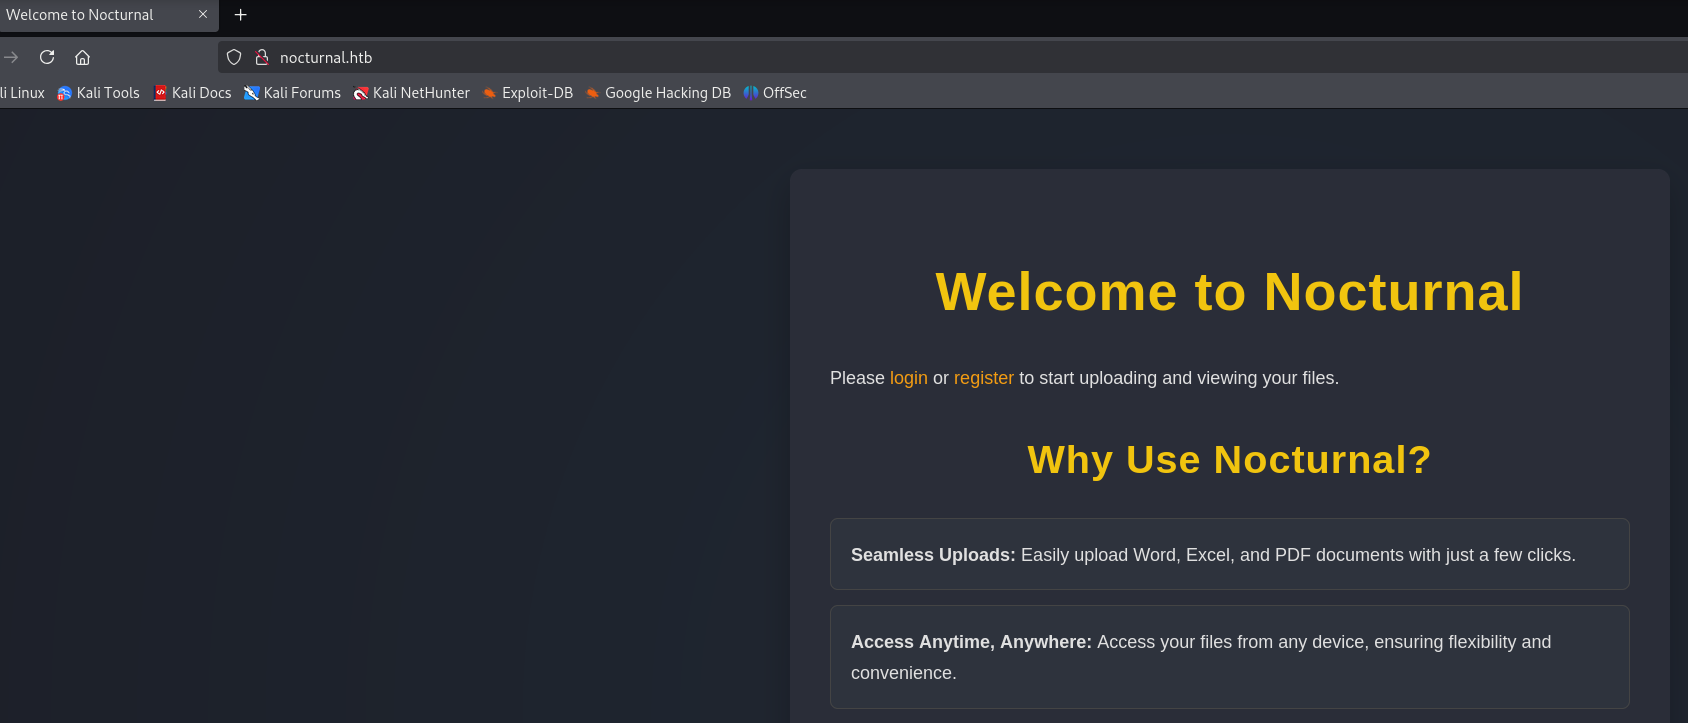 Welcome to Nocturnal
nocturnal.htb
li Linux Kali Tools Kali Docs Kali Forums Kali NetHunter Exploit-DB Google Hacking DB OffSec
Welcome to Nocturnal
Please login or register to start uploading and viewing your files.
Why Use Nocturnal?
Seamless Uploads: Easily upload Word, Excel, and PDF documents with just a few clicks.
Access Anytime, Anywhere: Access your files from any device, ensuring flexibility and
convenience.